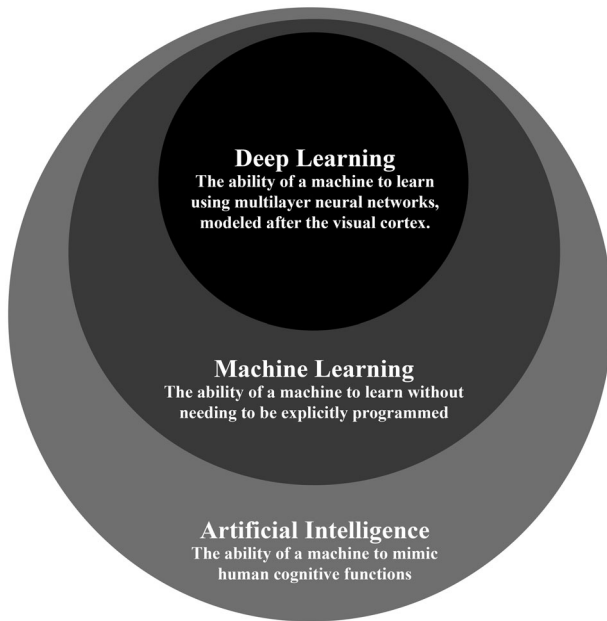 Deep Learning
The ability of a machine to learn
using multilayer neural networks,
modeled after the visual cortex.
Machine Learning
The ability of a machine to learn without
needing to be explicitly programmed
Artificial Intelligence
The ability of a machine to mimic
human cognitive functions